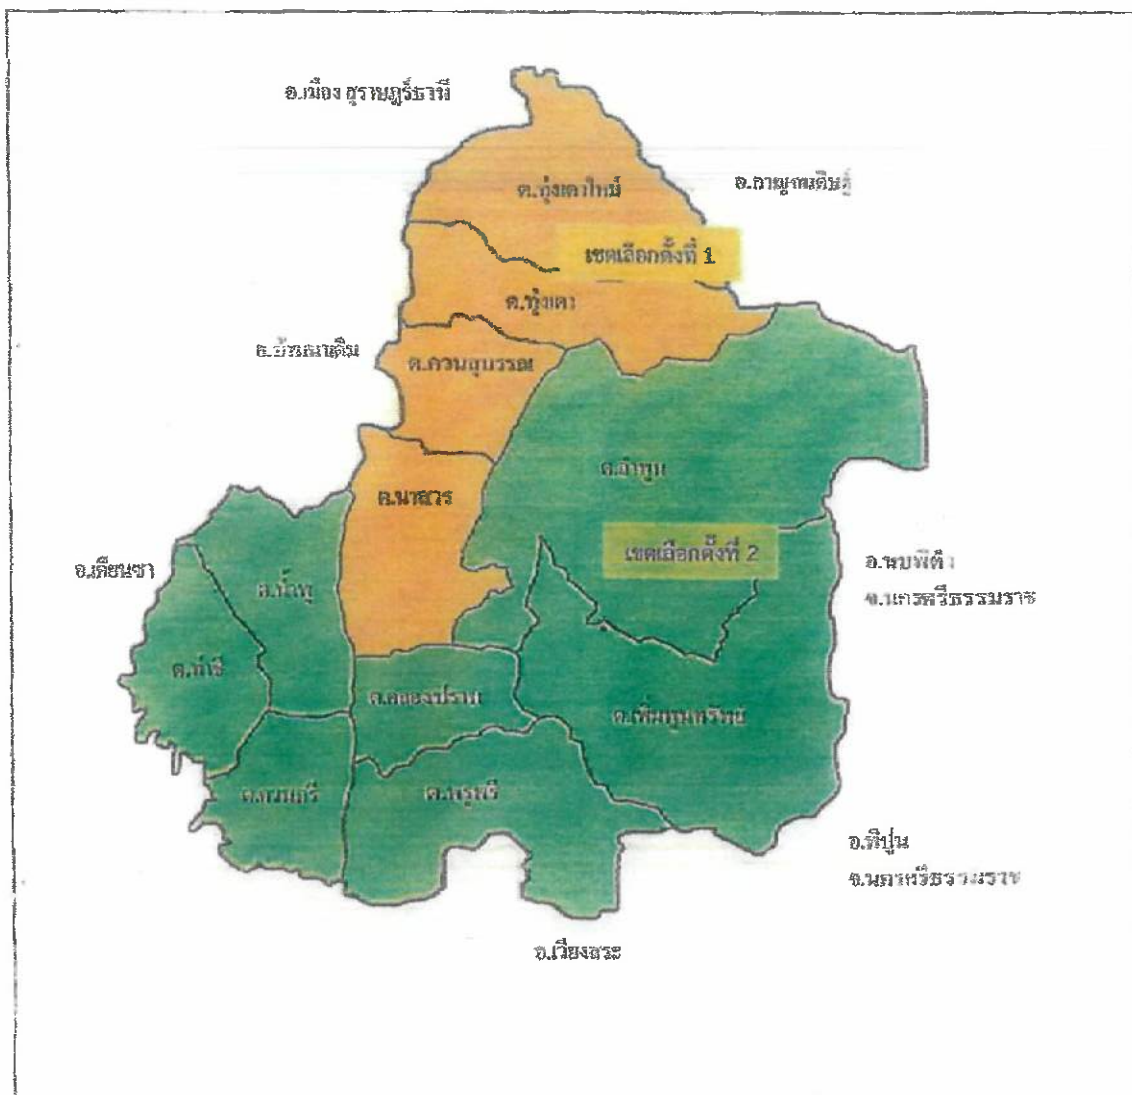 อ.เมือง สุราษฎร์ธานี
อ.กาญจนดิษฐ์
ต.ทุ่งเตาใหม่
เขตเลือกตั้งที่ 1
ต.ทุ่งเตา
อ.บ้านนาเดิม
ต.ควนสุบรรณ
ต.ลำพูน
ต.นาสาร
เขตเลือกตั้งที่ 2
อ.เคียนซา
อ.นบพิตำ
ต.น้ำพุ
จ.นครศรีธรรมราช
ต.ท่าชี
ต.คลองปราบ
ต.เพิ่มพูนทรัพย์
ต.ควนศรี
ต.พรุพี
อ.พิปูน
จ.นครศรีธรรมราช
อ.เวียงสระ